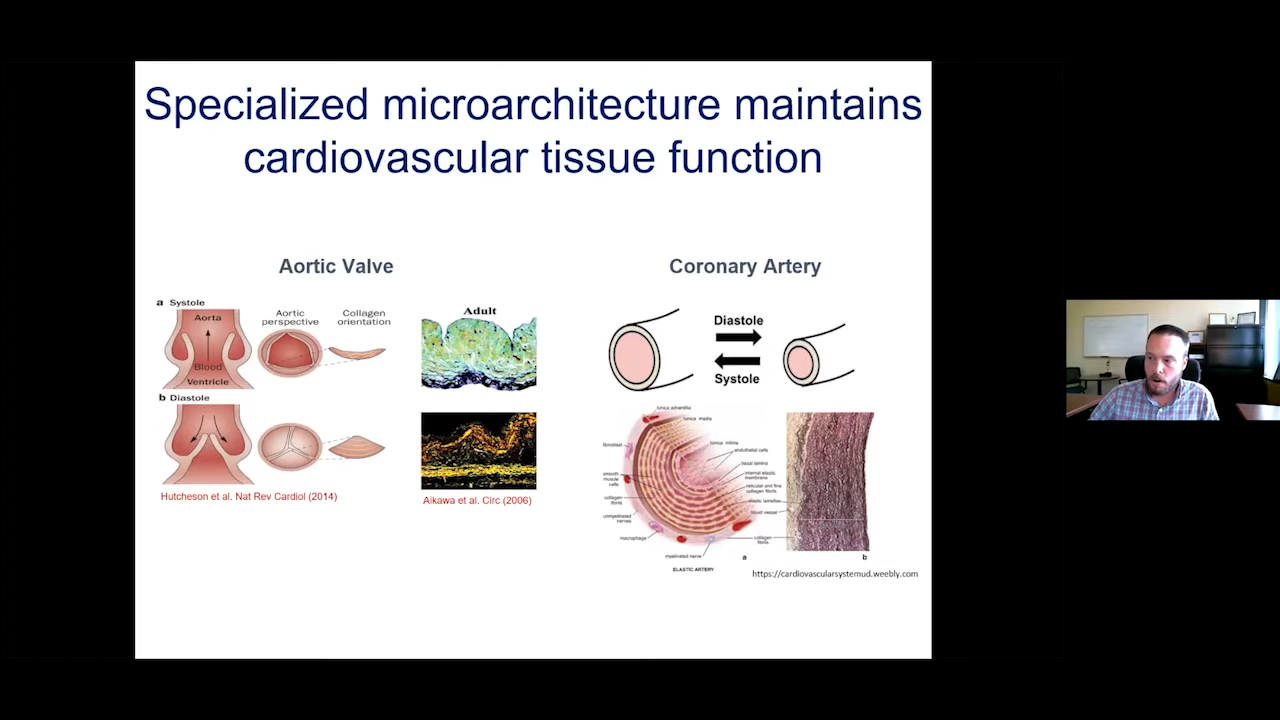 Specialized microarchitecture maintains
cardiovascular tissue function
Aortic Valve
a Systole
Aorta
Blood
Ventricle
Aortic
perspective
Collagen
orientation
b Diastole
Hutcheson et al. Nat Rev Cardiol (2014)
Adult
Aikawa et al. Circ (2006)
Coronary Artery
Diastole
Systole
tunica adventitia
tunica media
tunica intima
endothelial cells
basal lamina
internal elastic
membrane
reticular and fine
collagen fibrils
elastic lamellae
blood vessel
collagen
fibrils
fibroblast
smooth
muscle
cells
collagen
fibrils
unmyelinated
nerves
macrophage
myelinated nerve
a
b
ELASTIC ARTERY
https://cardiovascularsystemud.weebly.com